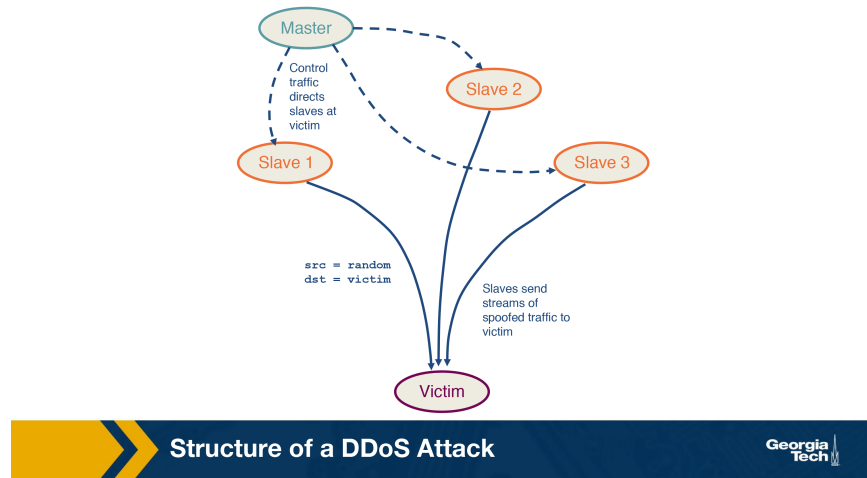 Master
Control
traffic
directs
slaves at
victim
Slave 2
Slave 1
Slave 3
src = random
dst = victim
Slaves send
streams of
spoofed traffic to
victim
Victim
Structure of a DDoS Attack
Georgia
Tech